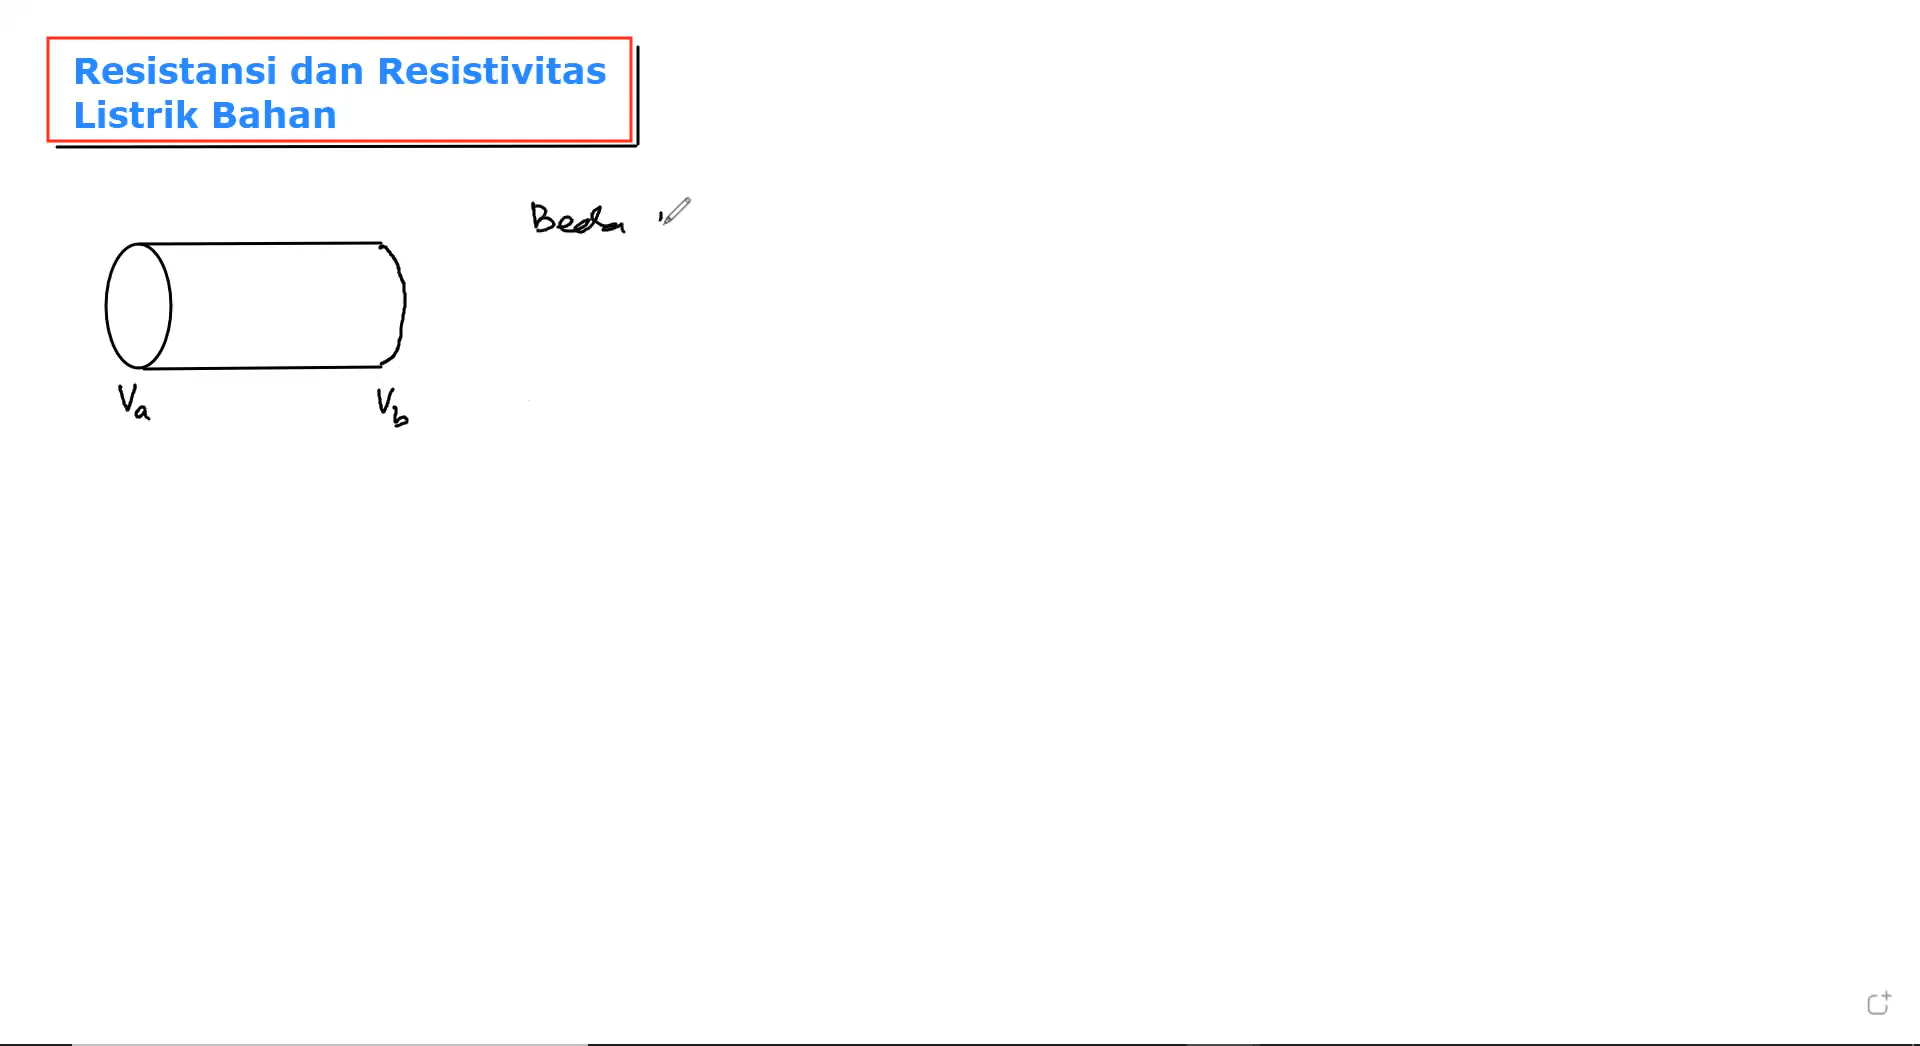 Resistansi dan Resistivitas
Listrik Bahan
Beda
Va
Vb